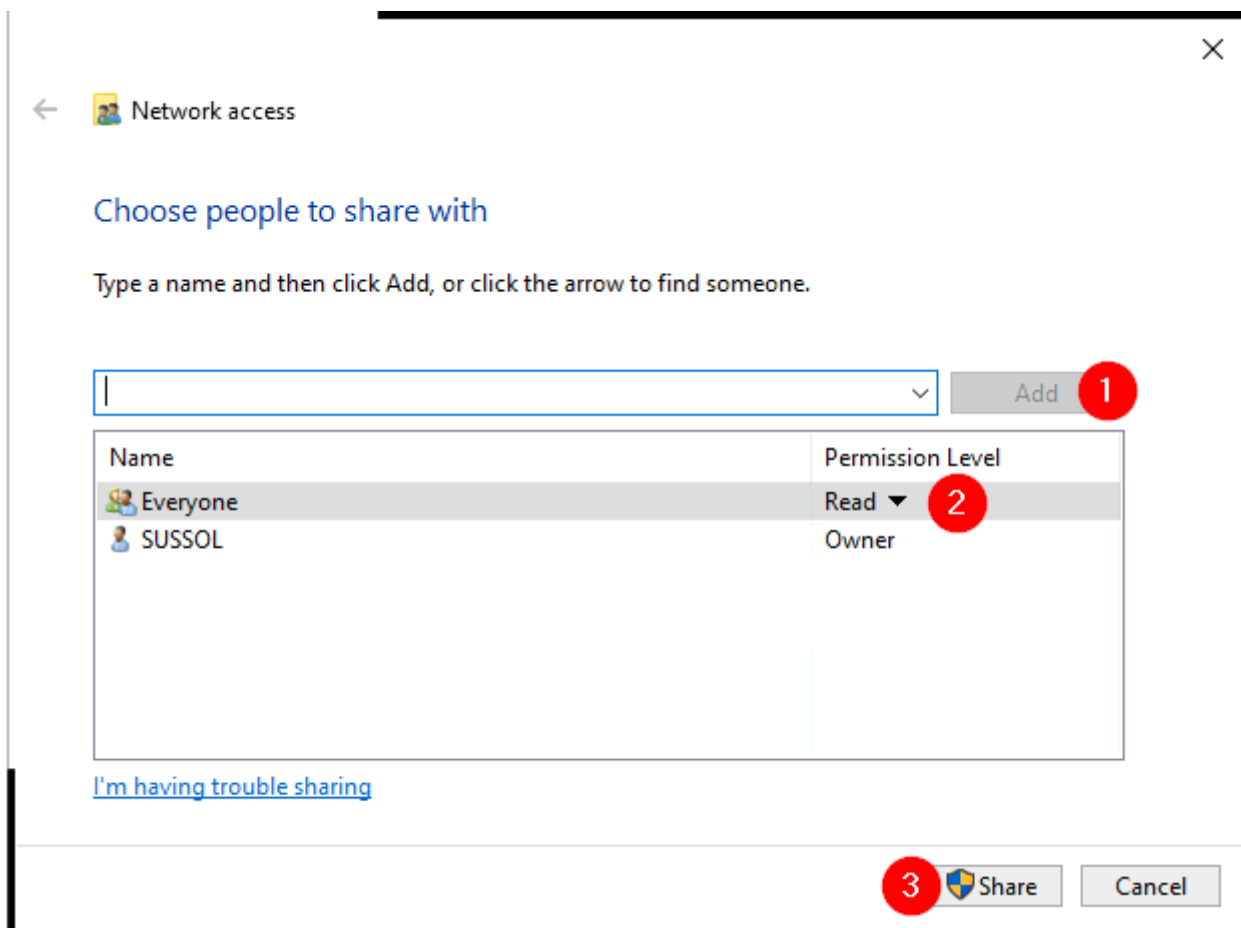 Network access
Choose people to share with
Type a name and then click Add, or click the arrow to find someone.
Add 1
Name Permission Level
Everyone Read 2
SUSSOL Owner
I'm having trouble sharing
3 Share Cancel